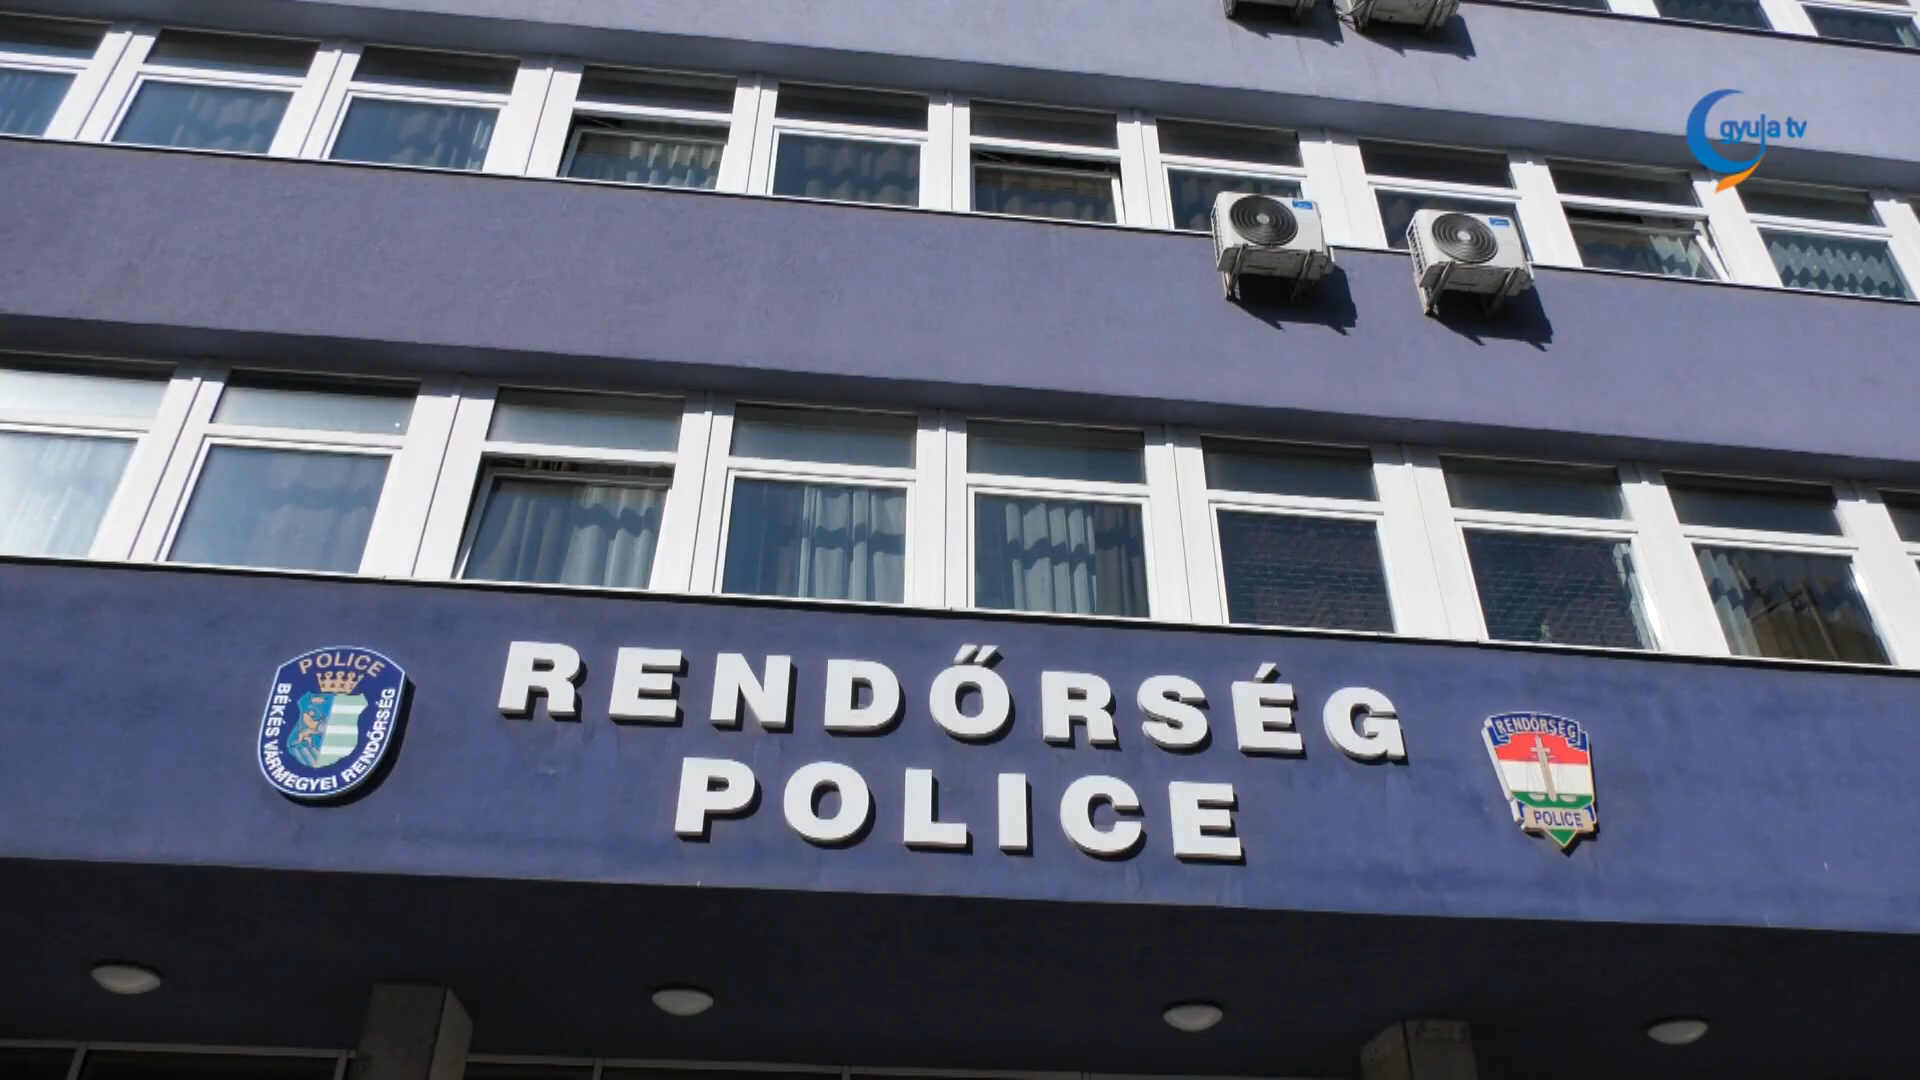 gyula tv
RENDŐRSÉG
POLICE
POLICE
BÉKÉS VÁRMEGYEI RENDŐRSÉG
RENDŐRSÉG
POLICE